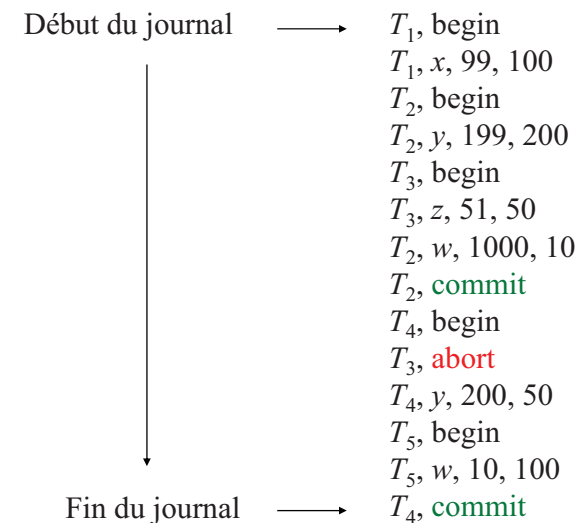 Début du journal T1, begin
T1, x, 99, 100
T2, begin
T2, y, 199, 200
T3, begin
T3, z, 51, 50
T2, w, 1000, 10
T2, commit
T4, begin
T3, abort
T4, y, 200, 50
T5, begin
T5, w, 10, 100
Fin du journal T4, commit